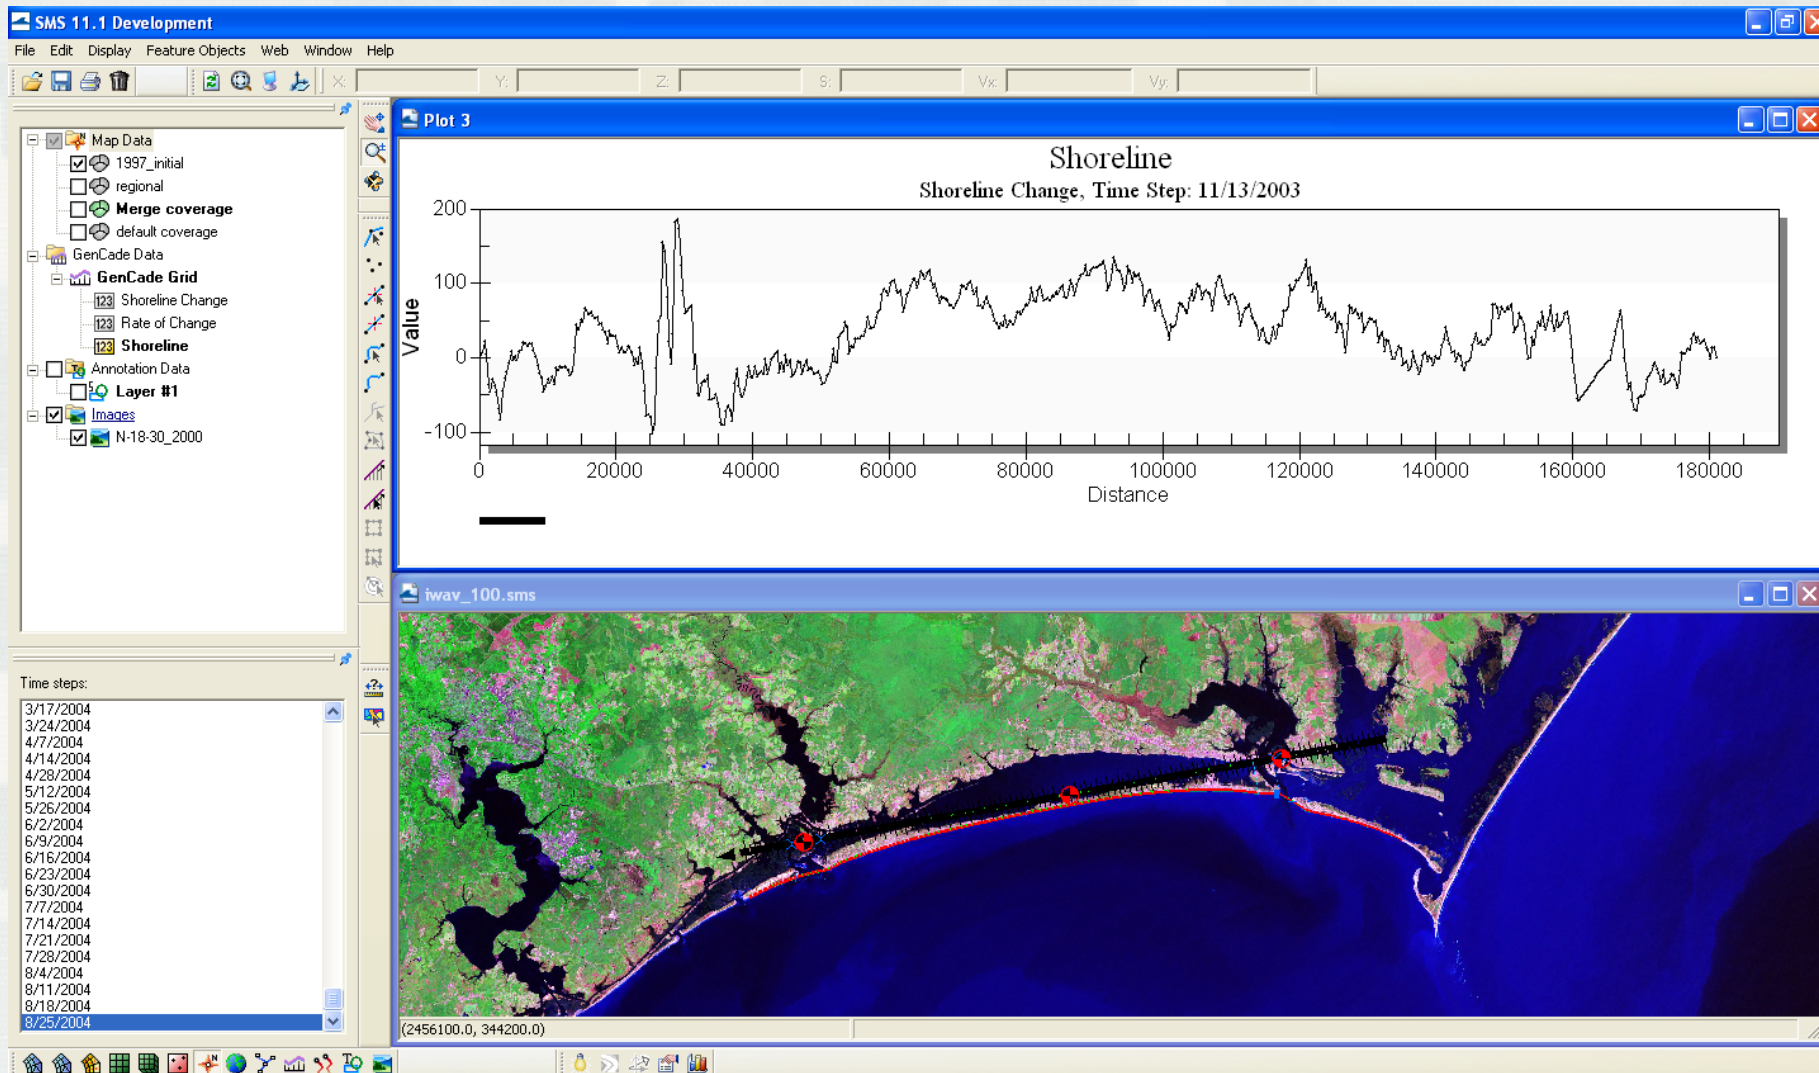 SMS 11.1 Development
File Edit Display Feature Objects Web Window Help
X: Y: Z: S: Vx: Vy:
Map Data
1997_initial
regional
Merge coverage
default coverage
GenCade Data
GenCade Grid
123 Shoreline Change
123 Rate of Change
123 Shoreline
Annotation Data
Layer #1
Images
N-18-30_2000
Time steps:
3/17/2004
3/24/2004
4/7/2004
4/14/2004
4/28/2004
5/12/2004
5/26/2004
6/2/2004
6/9/2004
6/16/2004
6/23/2004
6/30/2004
7/7/2004
7/14/2004
7/21/2004
7/28/2004
8/4/2004
8/11/2004
8/18/2004
8/25/2004
Plot 3
Shoreline
Shoreline Change, Time Step: 11/13/2003
Value
200
100
0
-100
0 20000 40000 60000 80000 100000 120000 140000 160000 180000
Distance
iwav_100.sms
(2456100.0, 344200.0)